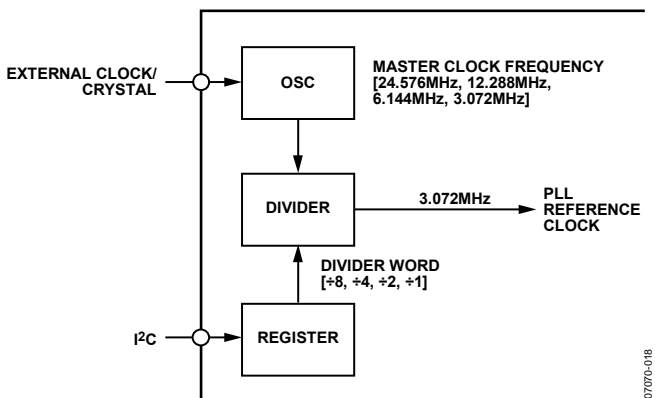 EXTERNAL CLOCK/
CRYSTAL
OSC
MASTER CLOCK FREQUENCY
[24.576MHz, 12.288MHz,
6.144MHz, 3.072MHz]
DIVIDER
3.072MHz
PLL
REFERENCE
CLOCK
DIVIDER WORD
[÷8, ÷4, ÷2, ÷1]
I²C
REGISTER
07070-018